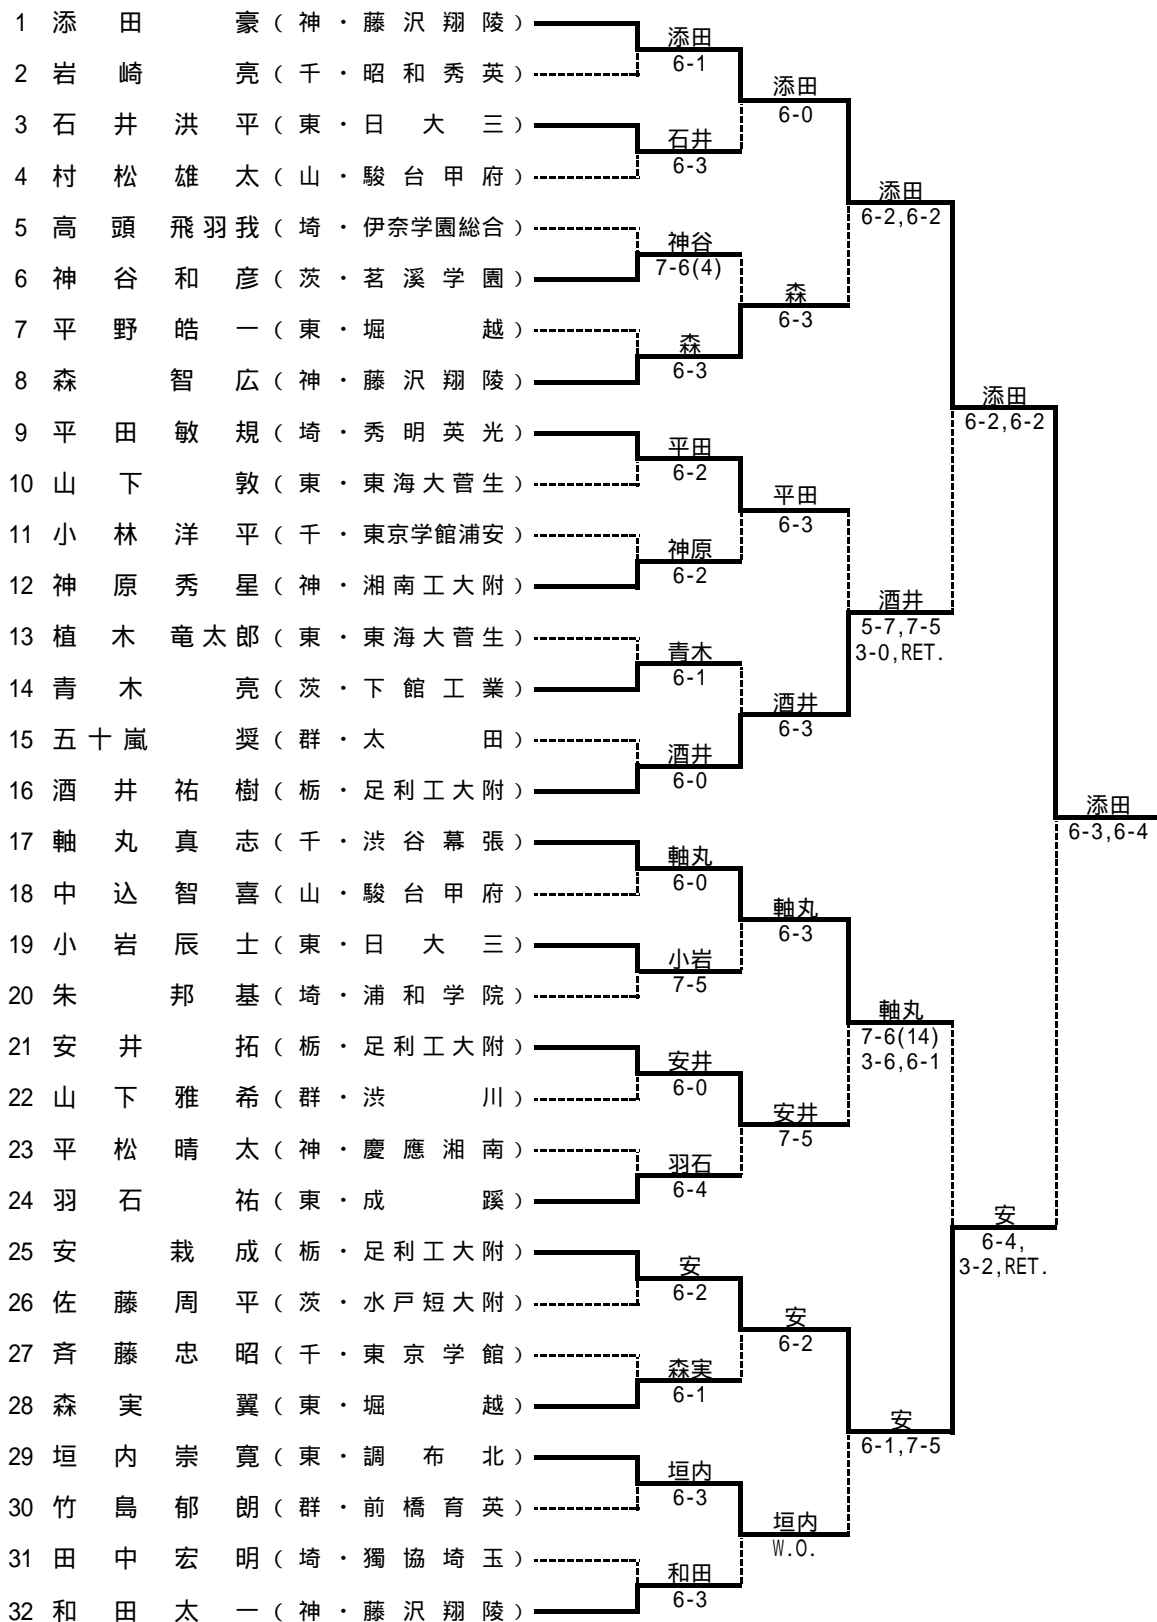 1 添田 豪 (神・藤沢翔陵)
2 岩崎 亮 (千・昭和秀英)
3 石井洪平 (東・日大三)
4 村松雄太 (山・駿台甲府)
5 高頭飛羽我 (埼・伊奈学園総合)
6 神谷和彦 (茨・茗溪学園)
7 平野皓一 (東・堀越)
8 森 智広 (神・藤沢翔陵)
9 平田敏規 (埼・秀明英光)
10 山下 敦 (東・東海大菅生)
11 小林洋平 (千・東京学館浦安)
12 神原秀星 (神・湘南工大附)
13 植木竜太郎 (東・東海大菅生)
14 青木 亮 (茨・下館工業)
15 五十嵐 奨 (群・太田)
16 酒井祐樹 (栃・足利工大附)
17 軸丸真志 (千・渋谷幕張)
18 中込智喜 (山・駿台甲府)
19 小岩辰士 (東・日大三)
20 朱 邦基 (埼・浦和学院)
21 安井 拓 (栃・足利工大附)
22 山下雅希 (群・渋川)
23 平松晴太 (神・慶應湘南)
24 羽石 祐 (東・成蹊)
25 安 栽成 (栃・足利工大附)
26 佐藤周平 (茨・水戸短大附)
27 斉藤忠昭 (千・東京学館)
28 森実 翼 (東・堀越)
29 垣内崇寛 (東・調布北)
30 竹島郁朗 (群・前橋育英)
31 田中宏明 (埼・獨協埼玉)
32 和田太一 (神・藤沢翔陵)
添田
6-1
石井
6-3
神谷
7-6(4)
森
6-3
平田
6-2
神原
6-2
青木
6-1
酒井
6-0
軸丸
6-0
小岩
7-5
安井
6-0
羽石
6-4
安
6-2
森実
6-1
垣内
6-3
和田
6-3
添田
6-0
森
6-3
平田
6-3
酒井
6-3
軸丸
6-3
安井
7-5
安
6-2
垣内
W.O.
添田
6-2,6-2
酒井
5-7,7-5
3-0,RET.
軸丸
7-6(14)
3-6,6-1
安
6-1,7-5
添田
6-2,6-2
安
6-4,
3-2,RET.
添田
6-3,6-4